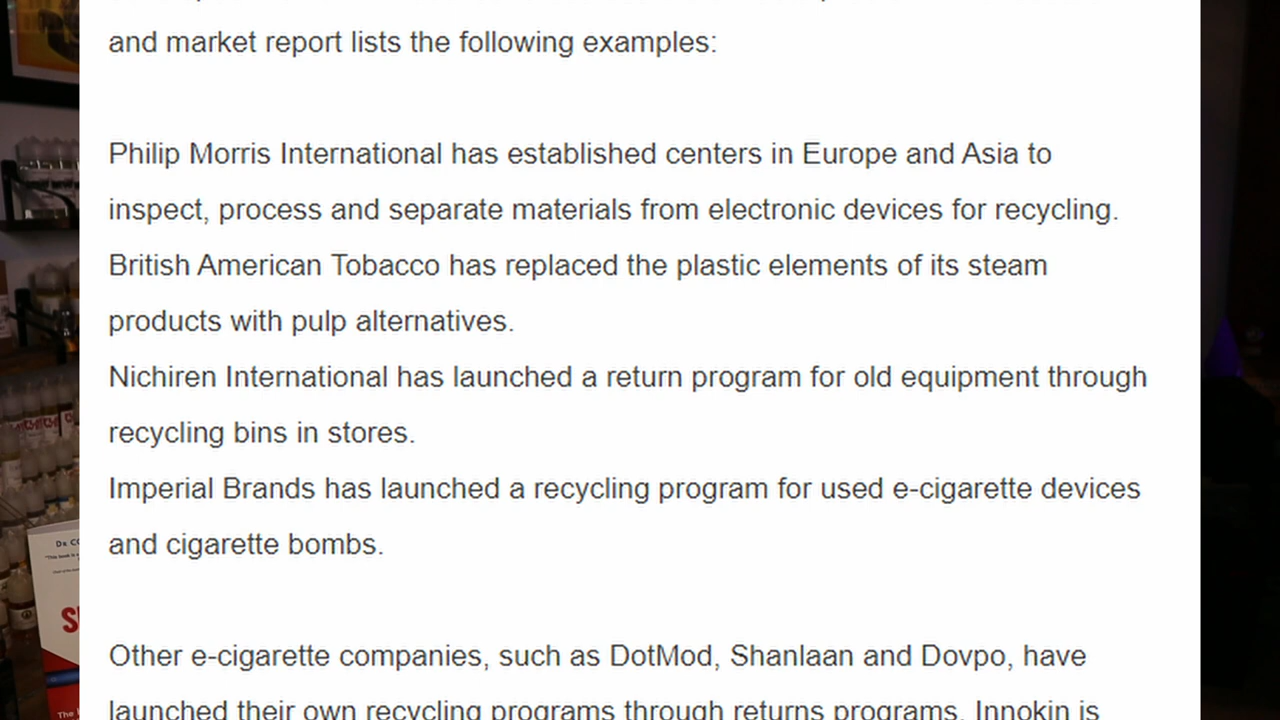 and market report lists the following examples:
Philip Morris International has established centers in Europe and Asia to
inspect, process and separate materials from electronic devices for recycling.
British American Tobacco has replaced the plastic elements of its steam
products with pulp alternatives.
Nichiren International has launched a return program for old equipment through
recycling bins in stores.
Imperial Brands has launched a recycling program for used e-cigarette devices
and cigarette bombs.
Other e-cigarette companies, such as DotMod, Shanlaan and Dovpo, have
launched their own recycling programs through returns programs. Innokin is